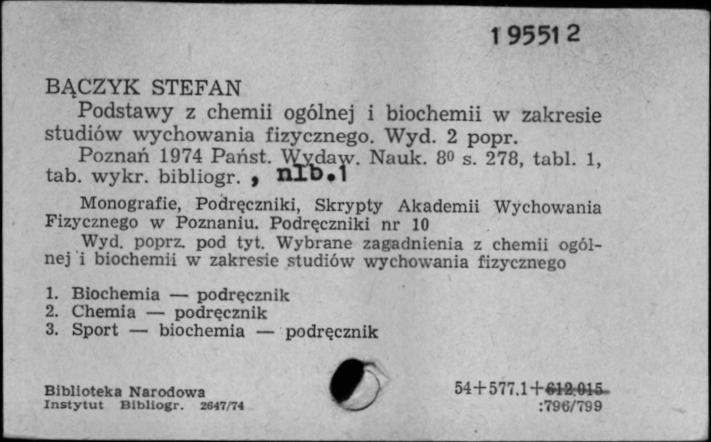 195512
BĄCZYK STEFAN
Podstawy z chemii ogólnej i biochemii w zakresie
studiów wychowania fizycznego. Wyd. 2 popr.
Poznań 1974 Państ. Wydaw. Nauk. 8⁰ s. 278, tabl. 1,
tab. wykr. bibliogr. , nlb.1
Monografie, Podręczniki, Skrypty Akademii Wychowania
Fizycznego w Poznaniu. Podręczniki nr 10
Wyd. poprz. pod tyt. Wybrane zagadnienia z chemii ogól-
nej i biochemii w zakresie studiów wychowania fizycznego
1. Biochemia — podręcznik
2. Chemia — podręcznik
3. Sport — biochemia — podręcznik
Biblioteka Narodowa
Instytut Bibliogr. 2647/74
54+577.1+612.015
:796/799